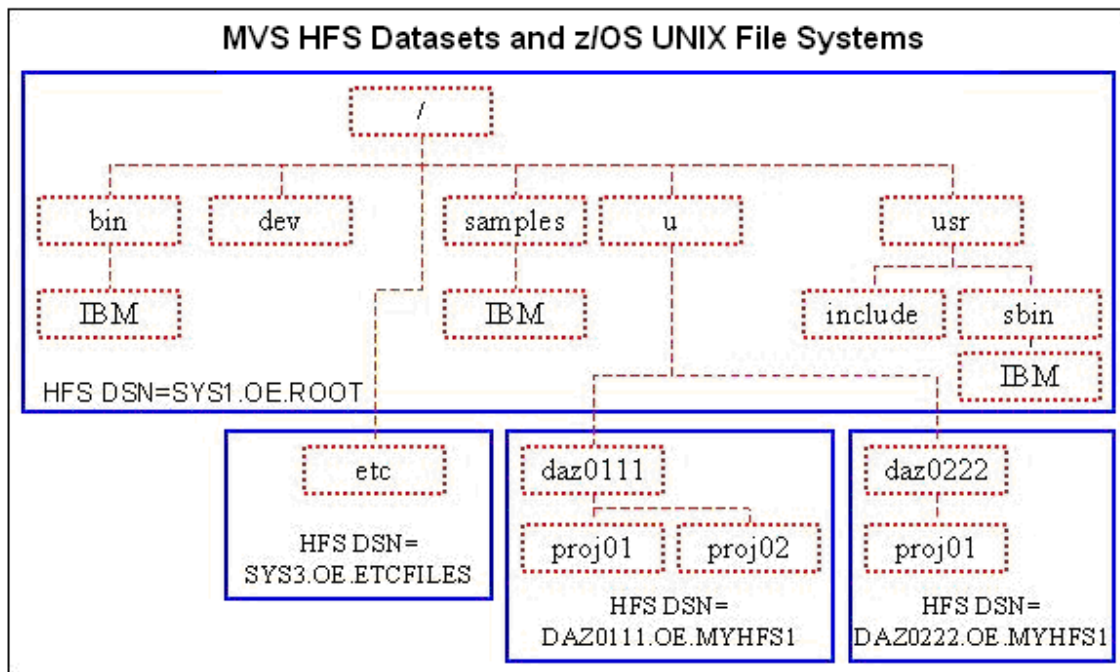 MVS HFS Datasets and z/OS UNIX File Systems
/
bin
dev
samples
u
usr
IBM
IBM
include
sbin
IBM
HFS DSN=SYS1.OE.ROOT
etc
HFS DSN=
SYS3.OE.ETCFILES
daz0111
proj01
proj02
HFS DSN=
DAZ0111.OE.MYHFS1
daz0222
proj01
HFS DSN=
DAZ0222.OE.MYHFS1